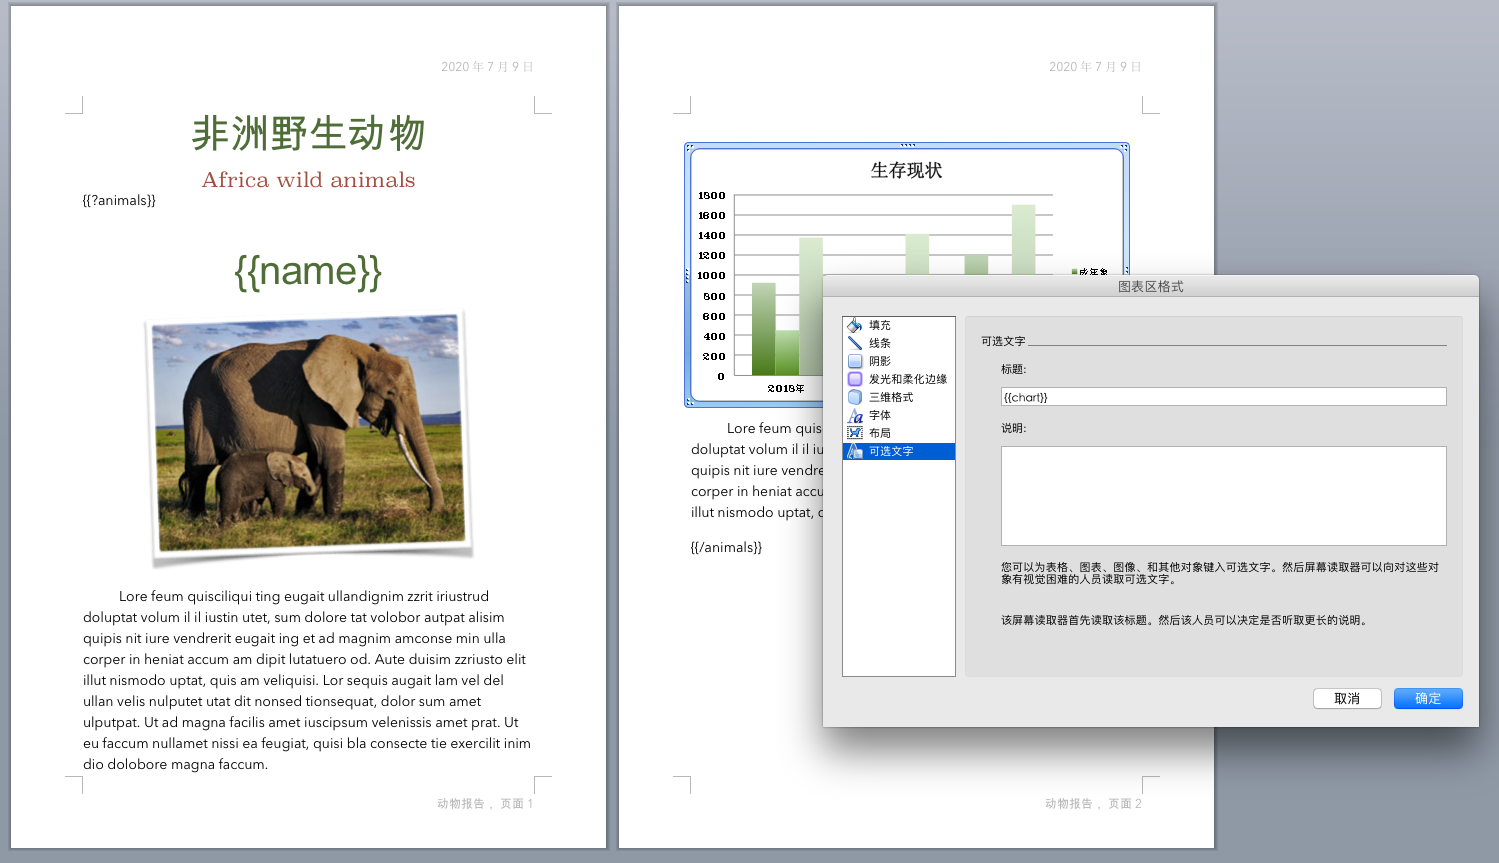 2020 年 7 月 9 日
非洲野生动物
Africa wild animals
{{?animals}}
{{name}}
Lore feum quisciliqui ting eugait ullandignim zzrit iriustrud
doluptat volum il il iustin utet, sum dolore tat volobor autpat alisim
quipis nit iure vendrerit eugait ing et ad magnim amconse min ulla
corper in heniat accum am dipit lutatuero od. Aute duisim zzriusto elit
illut nismodo uptat, quis am veliquisi. Lor sequis augait lam vel del
ullan velis nulputet utat dit nonsed tionsequat, dolor sum amet
ulputpat. Ut ad magna facilis amet iuscipsum velenissis amet prat. Ut
eu faccum nullamet nissi ea feugiat, quisi bla consecte tie exercilit inim
dio dolobore magna faccum.
动物报告， 页面 1
2020 年 7 月 9 日
生存现状
1800
1600
1400
1200
1000
800
600
400
200
0
2018年
成年象
Lore feum quis
doluptat volum il il iu
quipis nit iure vendre
corper in heniat accu
illut nismodo uptat,
{{/animals}}
动物报告， 页面 2
图表区格式
填充
线条
阴影
发光和柔化边缘
三维格式
字体
布局
可选文字
可选文字
标题:
{{chart}}
说明:
您可以为表格、图表、图像、和其他对象键入可选文字。然后屏幕读取器可以向对这些对
象有视觉困难的人员读取可选文字。
该屏幕读取器首先读取该标题。然后该人员可以决定是否听取更长的说明。
取消
确定